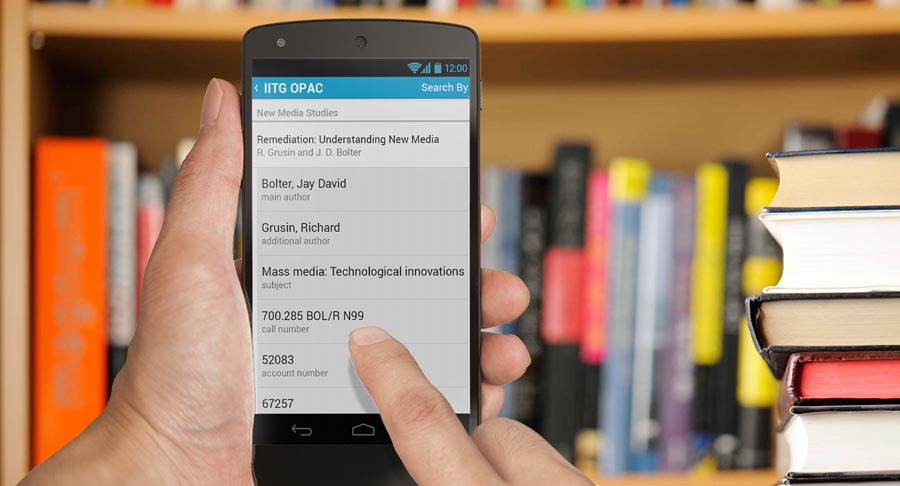 12:00
‹ IITG OPAC Search By
New Media Studies
Remediation: Understanding New Media
R. Grusin and J. D. Bolter
Bolter, Jay David
main author
Grusin, Richard
additional author
Mass media: Technological innovations
subject
700.285 BOL/R N99
call number
52083
account number
67257